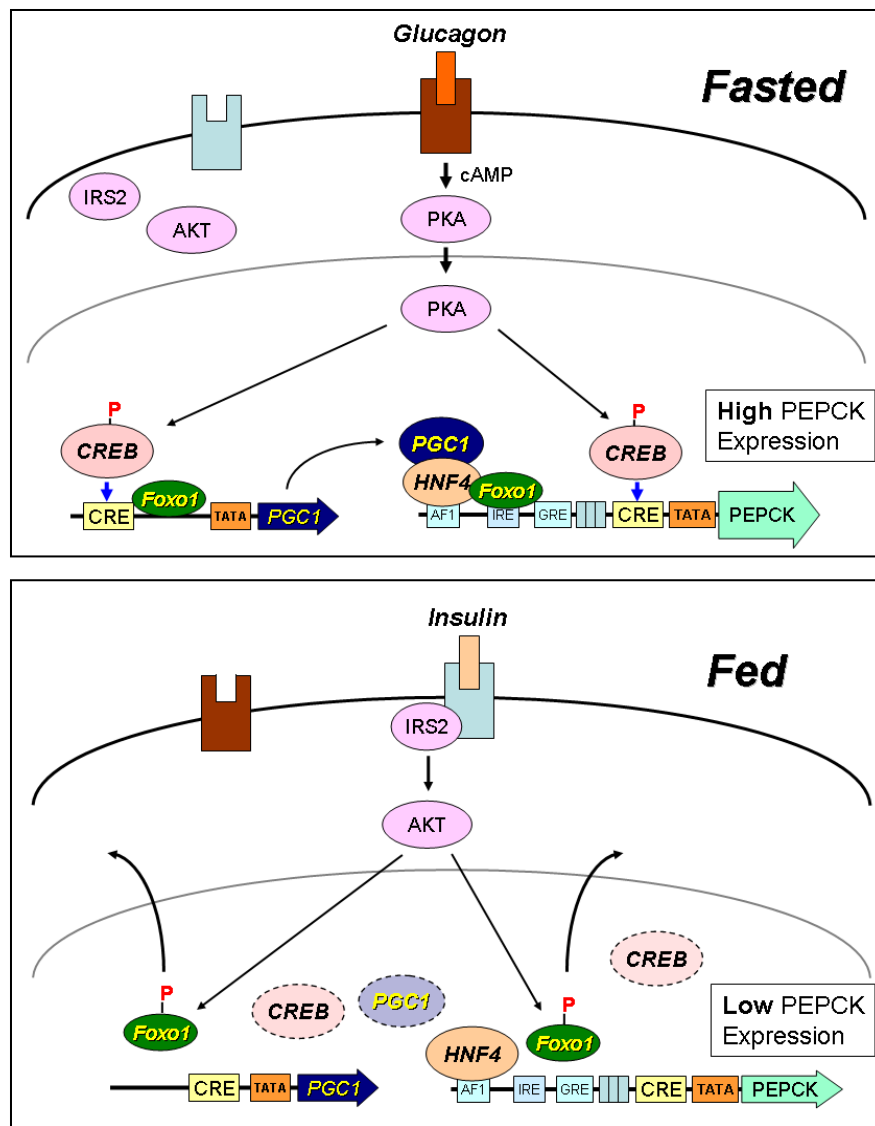 Glucagon
Fasted
cAMP
IRS2
AKT
PKA
PKA
P
CREB
P
CREB
High PEPCK
Expression
PGC1
HNF4
Foxo1
Foxo1
CRE
TATA
PGC1
AF1
IRE
GRE
CRE
TATA
PEPCK
Insulin
Fed
IRS2
AKT
CREB
P
Foxo1
CREB
PGC1
P
Foxo1
HNF4
Low PEPCK
Expression
CRE
TATA
PGC1
AF1
IRE
GRE
CRE
TATA
PEPCK